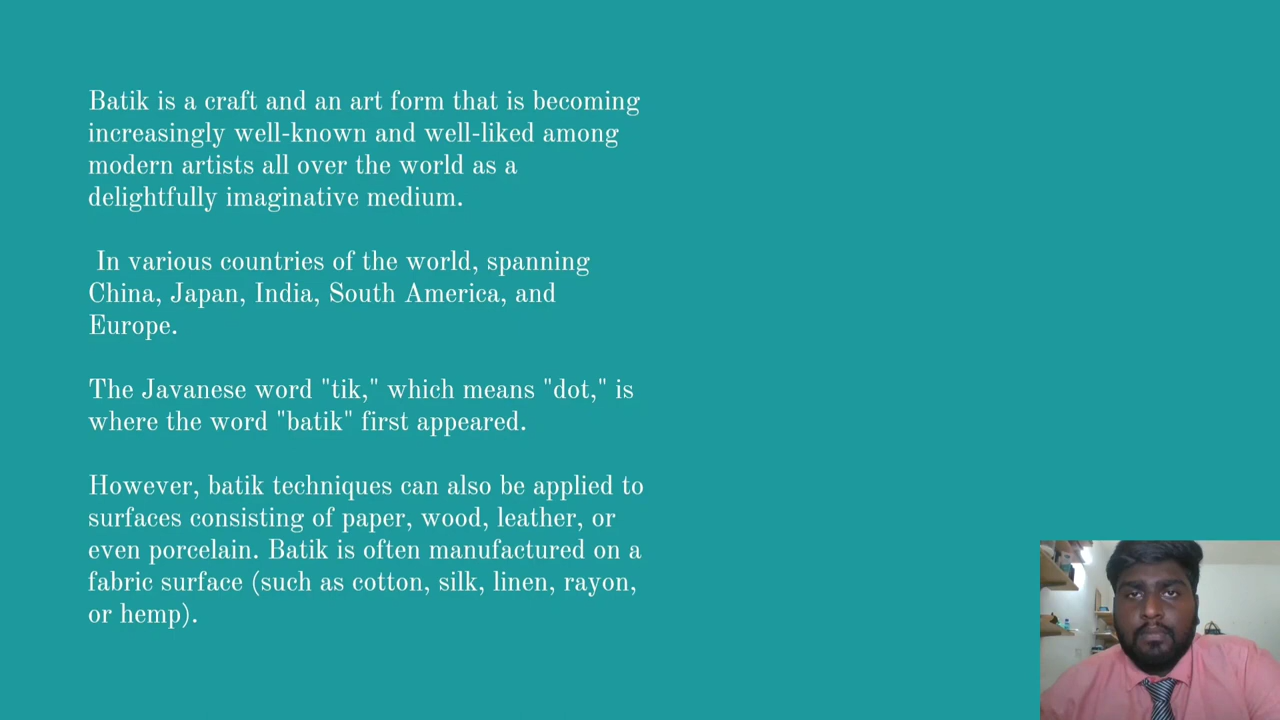 Batik is a craft and an art form that is becoming
increasingly well-known and well-liked among
modern artists all over the world as a
delightfully imaginative medium.
In various countries of the world, spanning
China, Japan, India, South America, and
Europe.
The Javanese word "tik," which means "dot," is
where the word "batik" first appeared.
However, batik techniques can also be applied to
surfaces consisting of paper, wood, leather, or
even porcelain. Batik is often manufactured on a
fabric surface (such as cotton, silk, linen, rayon,
or hemp).